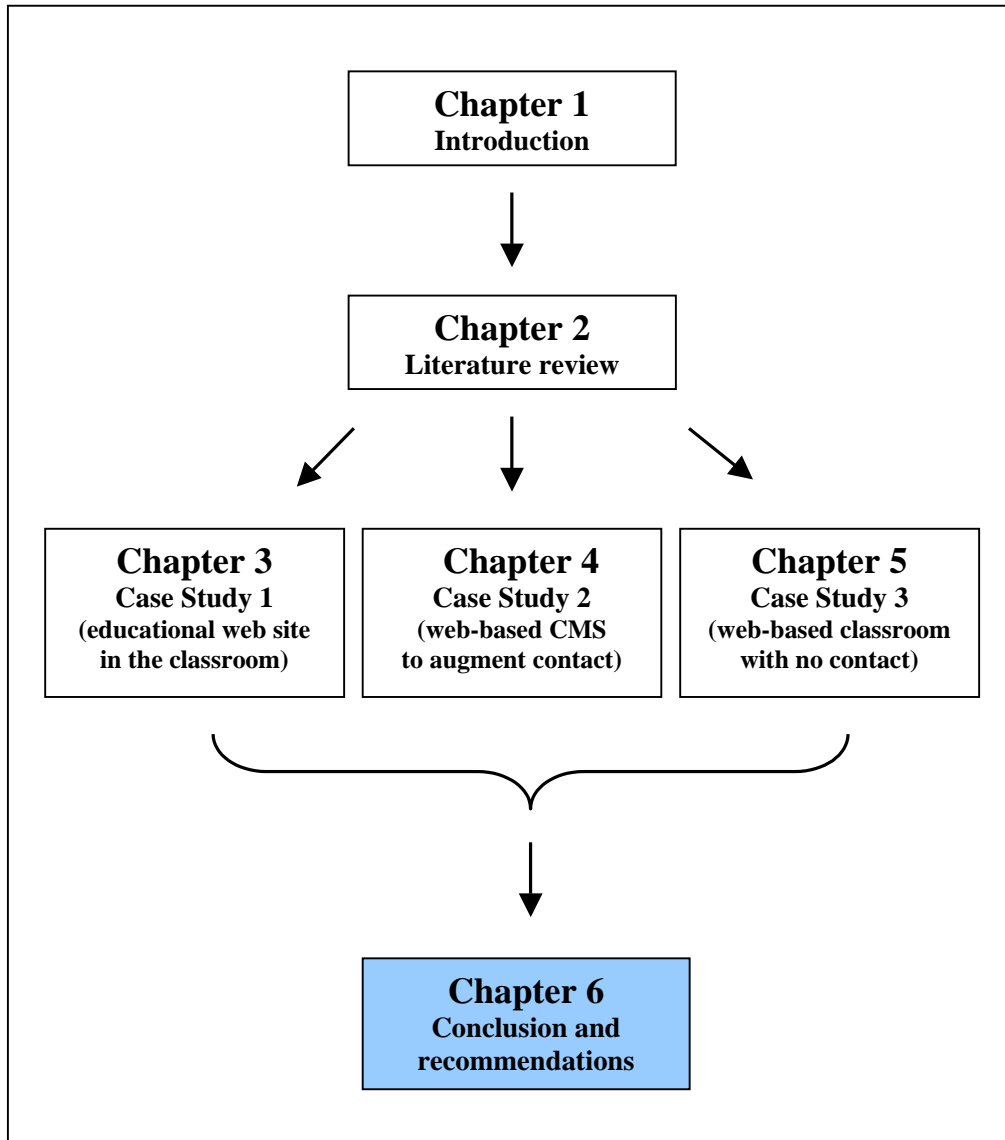 Chapter 1
Introduction
Chapter 2
Literature review
Chapter 3
Case Study 1
(educational web site
in the classroom)
Chapter 4
Case Study 2
(web-based CMS
to augment contact)
Chapter 5
Case Study 3
(web-based classroom
with no contact)
Chapter 6
Conclusion and
recommendations